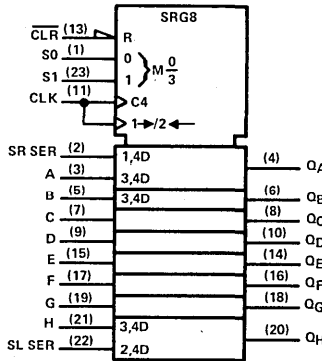 SRG8
CLR (13) R
S0 (1) 0
S1 (23) 1 } M 0/3
CLK (11) C4
1→/2←
SR SER (2) 1,4D
A (3) 3,4D (4) QA
B (5) 3,4D (6) QB
C (7) (8) QC
D (9) (10) QD
E (15) (14) QE
F (17) (16) QF
G (19) (18) QG
H (21) 3,4D (20) QH
SL SER (22) 2,4D